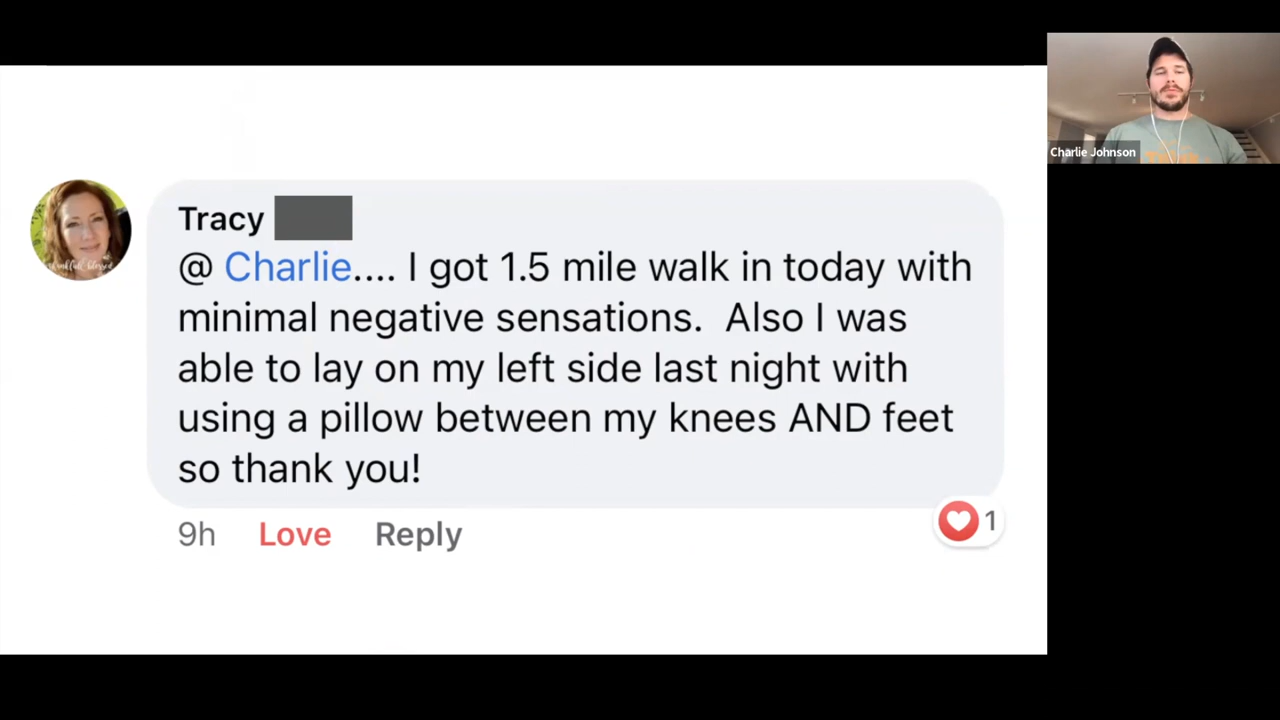 Charlie Johnson
Tracy
@ Charlie.... I got 1.5 mile walk in today with
minimal negative sensations.  Also I was
able to lay on my left side last night with
using a pillow between my knees AND feet
so thank you!
9h Love Reply
1